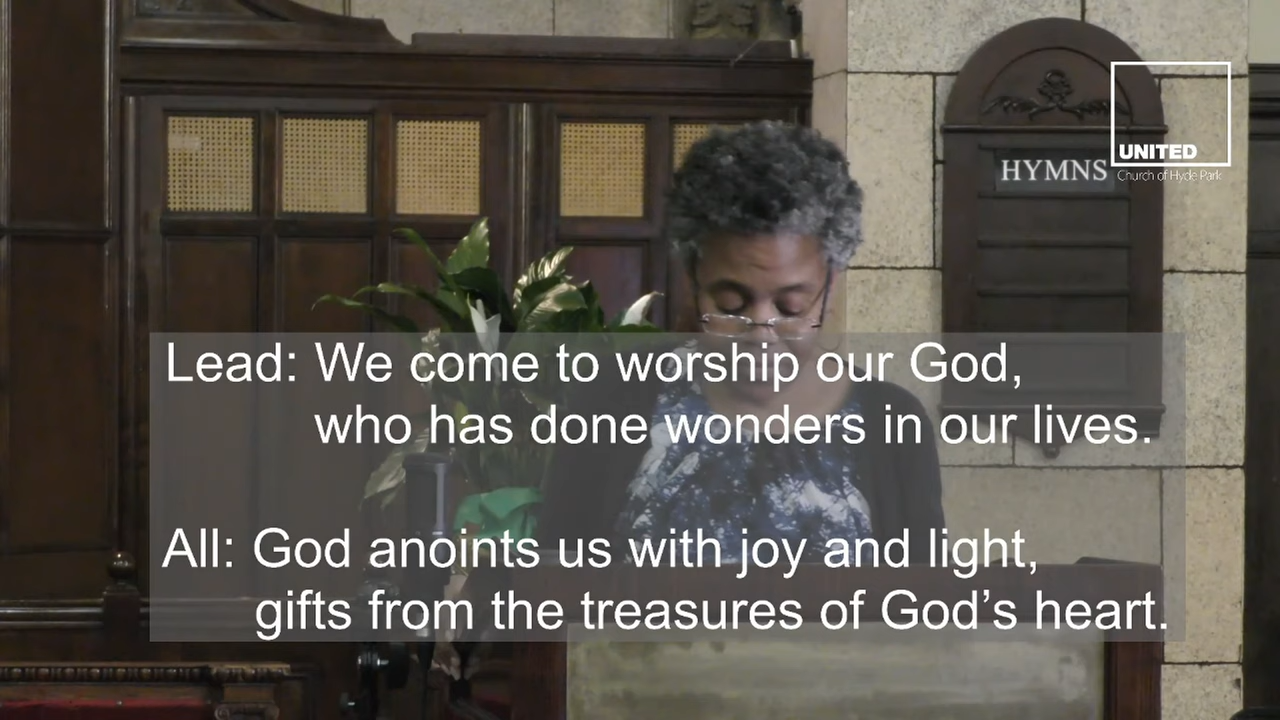 UNITED
HYMNS
Church of Hyde Park
Lead: We come to worship our God,
who has done wonders in our lives.
All: God anoints us with joy and light,
gifts from the treasures of God’s heart.